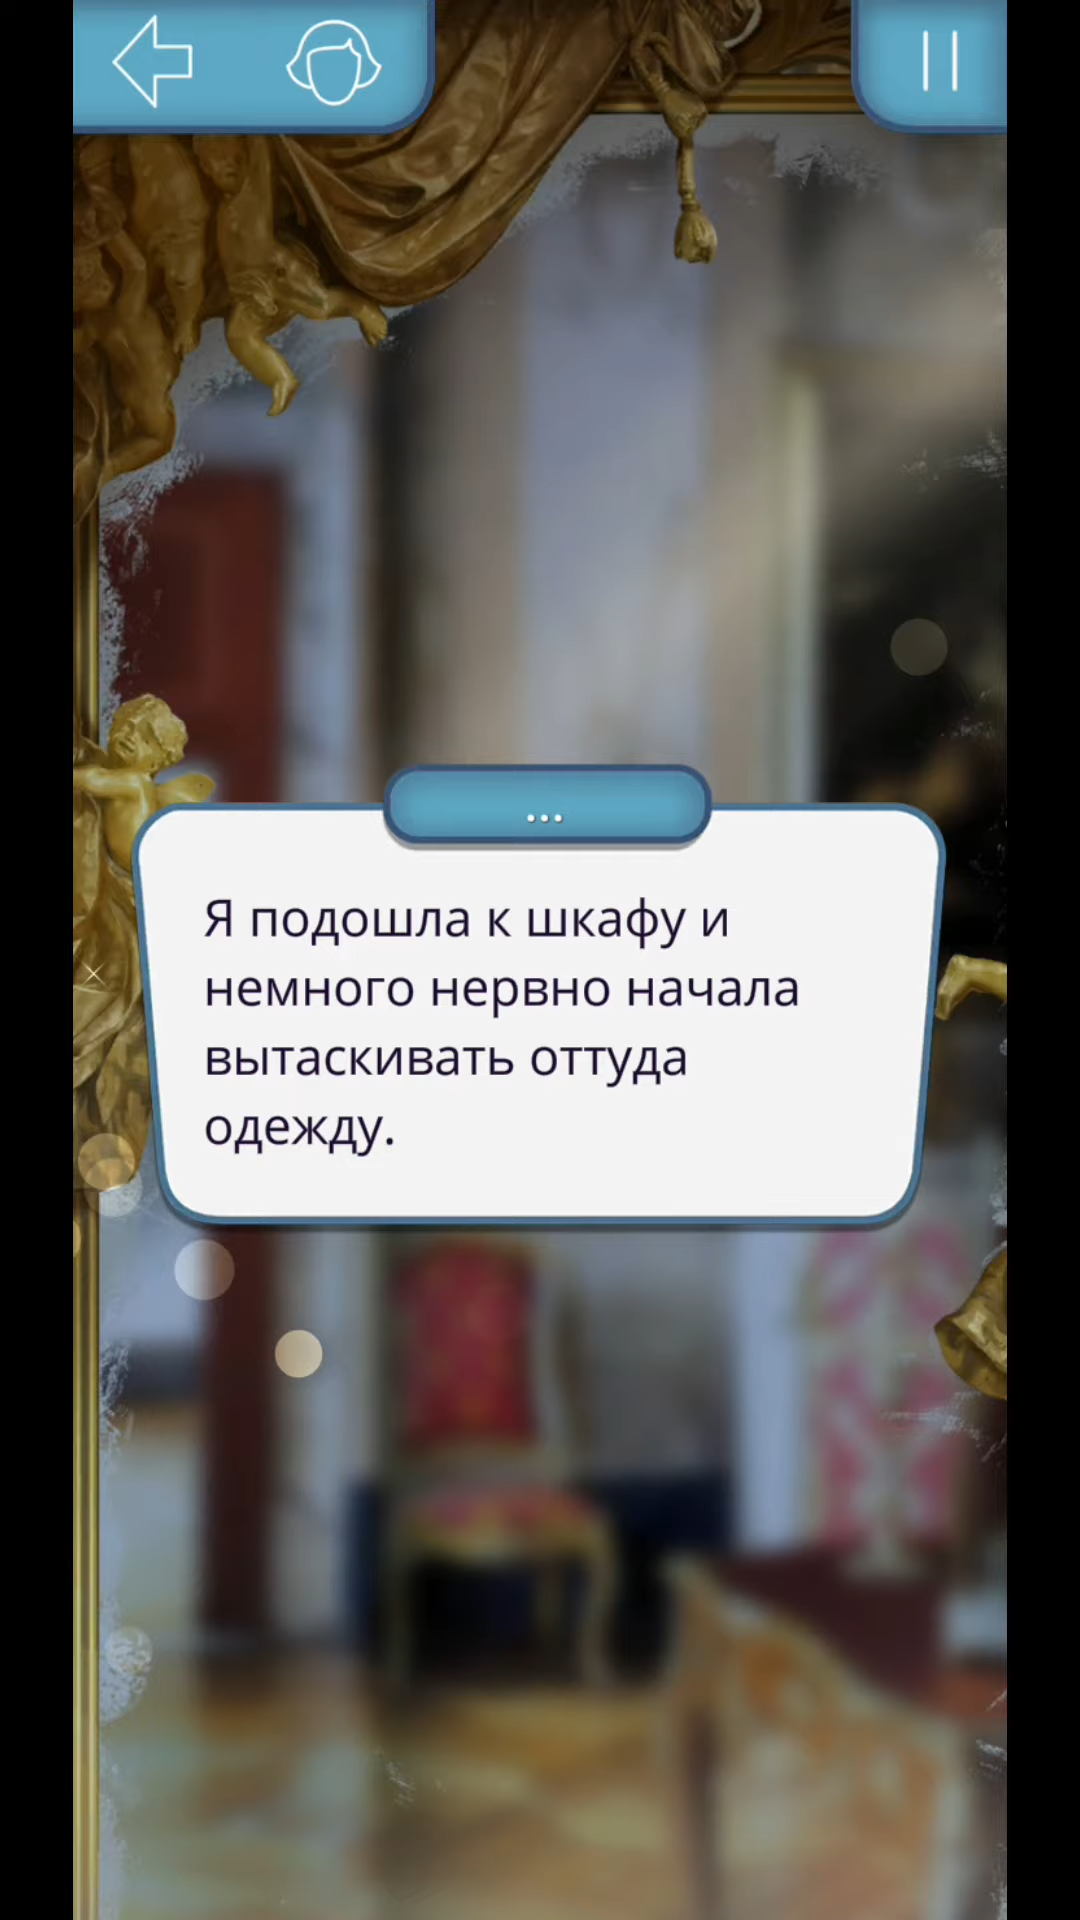 ...
Я подошла к шкафу и
немного нервно начала
вытаскивать оттуда
одежду.